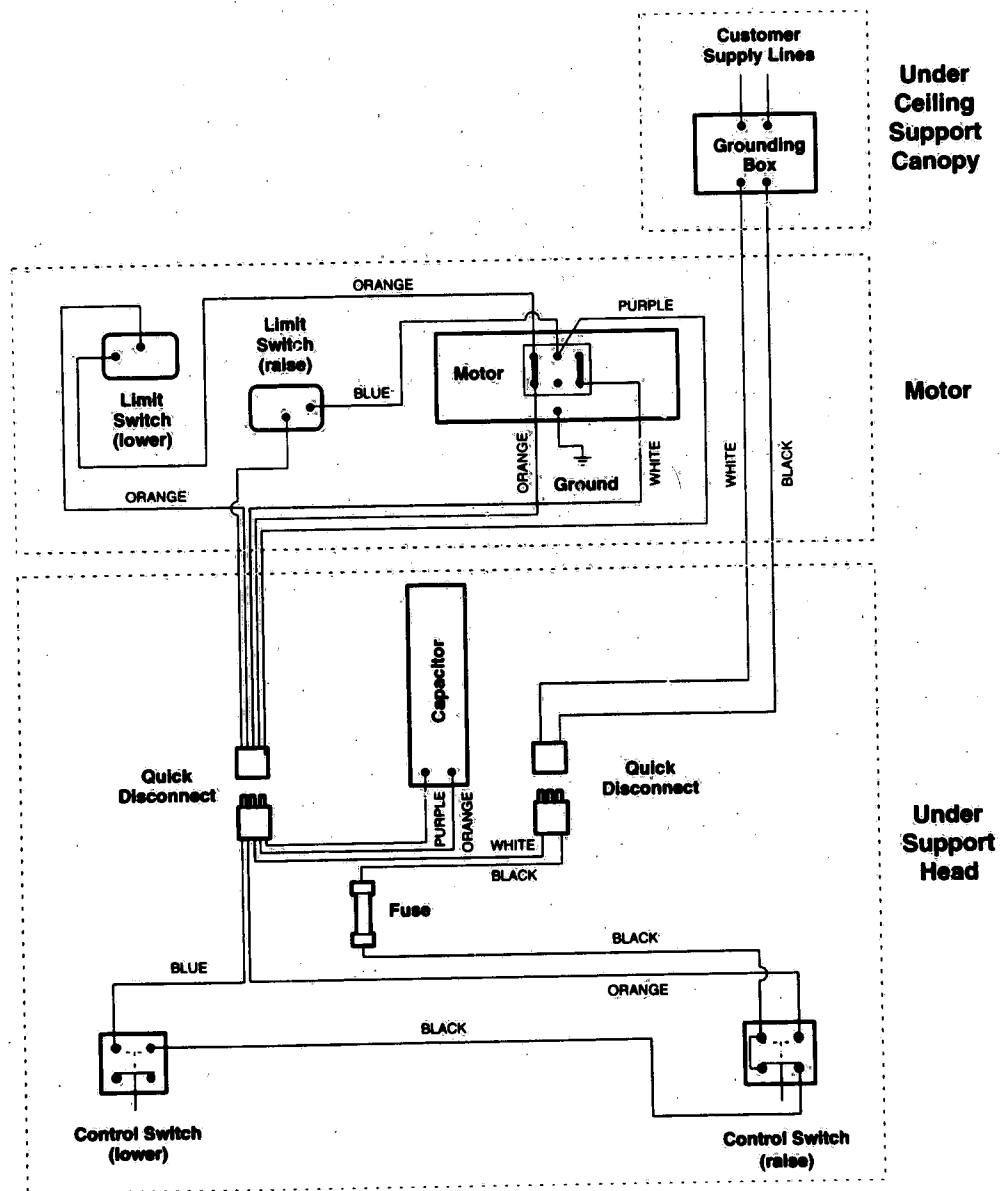 Customer
Supply Lines
Under
Ceiling
Support
Canopy
Grounding
Box
ORANGE
PURPLE
Limit
Switch
(raise)
Motor
Motor
BLUE
Limit
Switch
(lower)
ORANGE
WHITE
WHITE
BLACK
Ground
ORANGE
Capacitor
Quick
Disconnect
Quick
Disconnect
PURPLE
ORANGE
WHITE
BLACK
Under
Support
Head
Fuse
BLACK
BLUE
ORANGE
BLACK
Control Switch
(lower)
Control Switch
(raise)